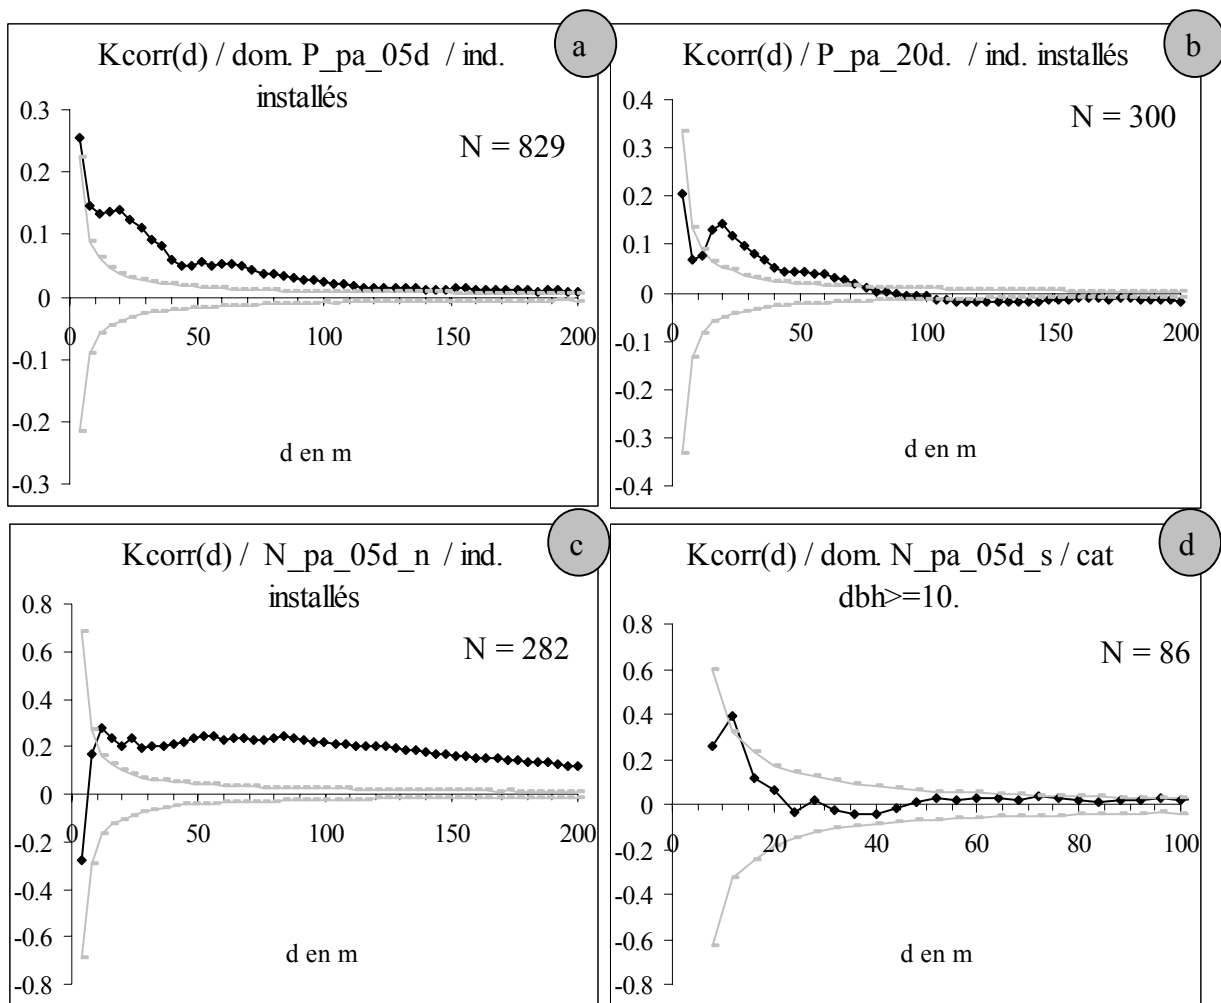 Kcorr(d) / dom. P_pa_05d / ind.
installés
a
N = 829
0.3
0.2
0.1
0
-0.1
-0.2
-0.3
0
50
100
150
200
d en m
Kcorr(d) / P_pa_20d. / ind. installés
b
N = 300
0.4
0.3
0.2
0.1
0
-0.1
-0.2
-0.3
-0.4
0
50
100
150
200
d en m
Kcorr(d) / N_pa_05d_n / ind.
installés
c
N = 282
0.8
0.6
0.4
0.2
0
-0.2
-0.4
-0.6
-0.8
0
50
100
150
200
d en m
Kcorr(d) / dom. N_pa_05d_s / cat
dbh>=10.
d
N = 86
0.8
0.6
0.4
0.2
0
-0.2
-0.4
-0.6
-0.8
0
20
40
60
80
100
d en m